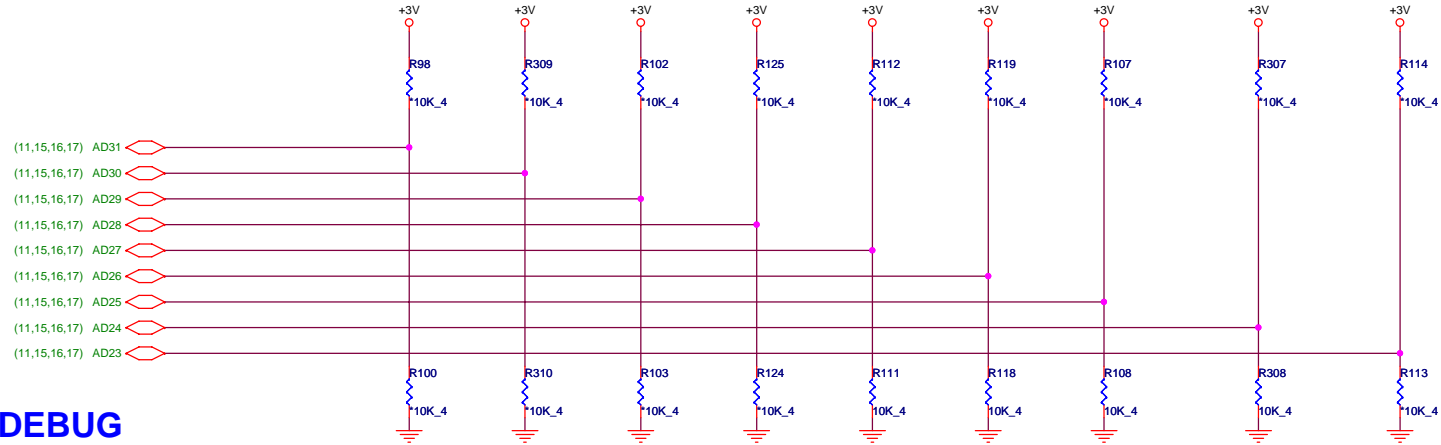 +3V +3V +3V +3V +3V +3V +3V +3V +3V
R98 R309 R102 R125 R112 R119 R107 R307 R114
*10K_4 *10K_4 *10K_4 *10K_4 *10K_4 *10K_4 *10K_4 *10K_4 *10K_4
(11,15,16,17) AD31
(11,15,16,17) AD30
(11,15,16,17) AD29
(11,15,16,17) AD28
(11,15,16,17) AD27
(11,15,16,17) AD26
(11,15,16,17) AD25
(11,15,16,17) AD24
(11,15,16,17) AD23
R100 R310 R103 R124 R111 R118 R108 R308 R113
*10K_4 *10K_4 *10K_4 *10K_4 10K_4 10K_4 10K_4 10K_4 *10K_4
DEBUG